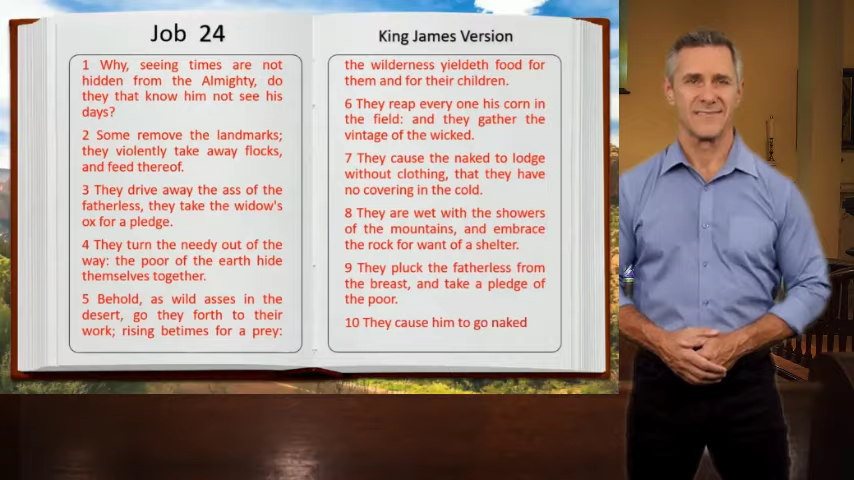 Job 24
1 Why, seeing times are not
hidden from the Almighty, do
they that know him not see his
days?
2 Some remove the landmarks;
they violently take away flocks,
and feed thereof.
3 They drive away the ass of the
fatherless, they take the widow's
ox for a pledge.
4 They turn the needy out of the
way: the poor of the earth hide
themselves together.
5 Behold, as wild asses in the
desert, go they forth to their
work; rising betimes for a prey:
King James Version
the wilderness yieldeth food for
them and for their children.
6 They reap every one his corn in
the field: and they gather the
vintage of the wicked.
7 They cause the naked to lodge
without clothing, that they have
no covering in the cold.
8 They are wet with the showers
of the mountains, and embrace
the rock for want of a shelter.
9 They pluck the fatherless from
the breast, and take a pledge of
the poor.
10 They cause him to go naked